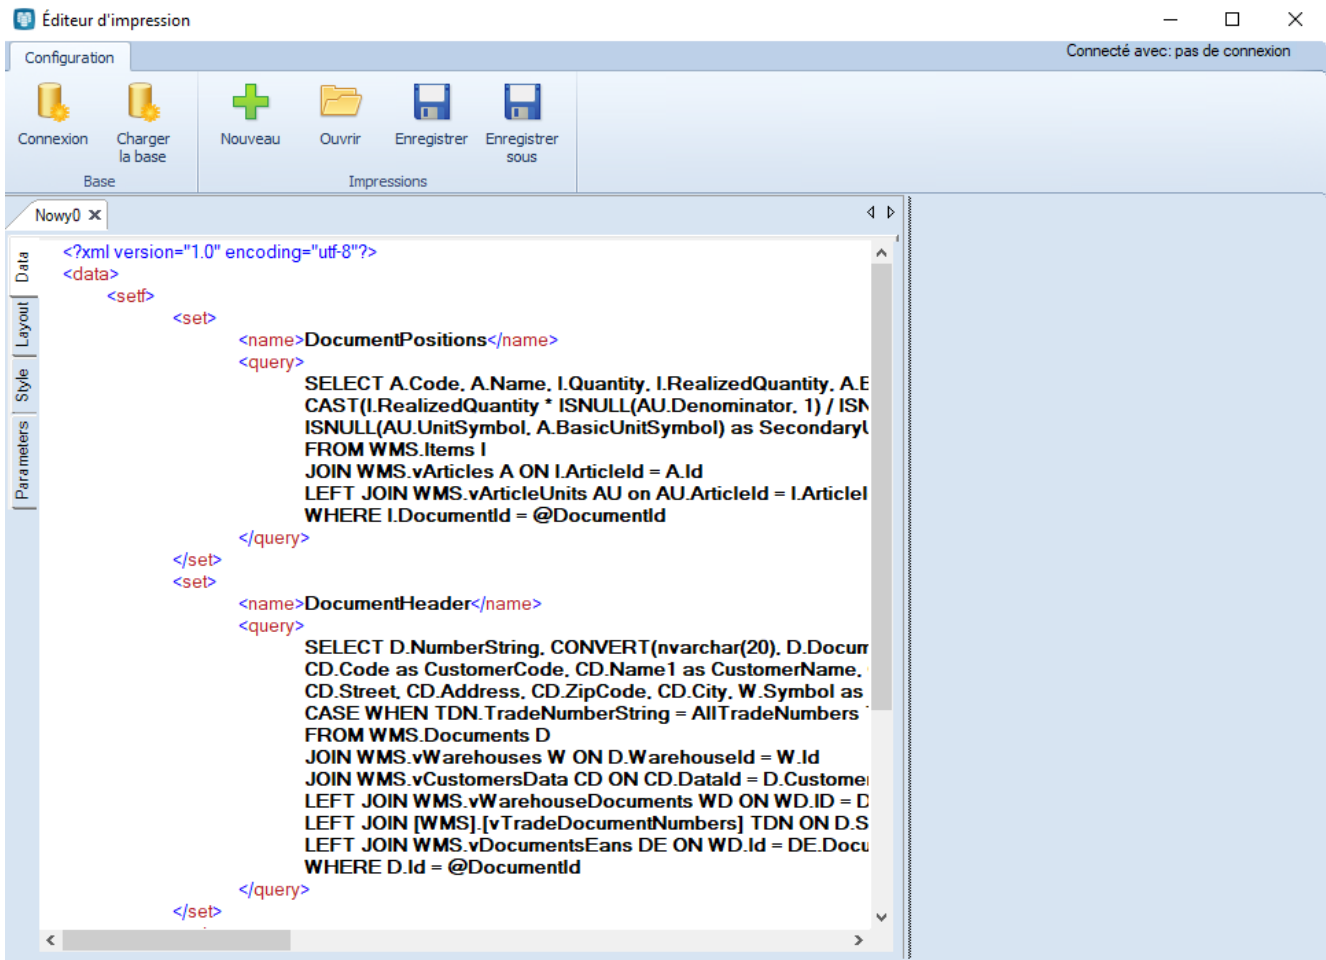 Éditeur d'impression
Configuration
Connecté avec: pas de connexion
Connexion
Charger la base
Nouveau
Ouvrir
Enregistrer
Enregistrer sous
Base
Impressions
Nowy0
Data
Layout
Style
Parameters
<?xml version="1.0" encoding="utf-8"?>
<data>
<setf>
<set>
<name>DocumentPositions</name>
<query>
SELECT A.Code, A.Name, I.Quantity, I.RealizedQuantity, A.
CAST(I.RealizedQuantity * ISNULL(AU.Denominator, 1) / ISN
ISNULL(AU.UnitSymbol, A.BasicUnitSymbol) as Secondary
FROM WMS.Items I
JOIN WMS.vArticles A ON I.ArticleId = A.Id
LEFT JOIN WMS.vArticleUnits AU on AU.ArticleId = I.ArticleI
WHERE I.DocumentId = @DocumentId
</query>
</set>
<set>
<name>DocumentHeader</name>
<query>
SELECT D.NumberString, CONVERT(nvarchar(20), D.Docum
CD.Code as CustomerCode, CD.Name1 as CustomerName,
CD.Street, CD.Address, CD.ZipCode, CD.City, W.Symbol as
CASE WHEN TDN.TradeNumberString = AllTradeNumbers
FROM WMS.Documents D
JOIN WMS.vWarehouses W ON D.WarehouseId = W.Id
JOIN WMS.vCustomersData CD ON CD.DataId = D.Custome
LEFT JOIN WMS.vWarehouseDocuments WD ON WD.ID = D
LEFT JOIN [WMS].[vTradeDocumentNumbers] TDN ON D.S
LEFT JOIN WMS.vDocumentsEans DE ON WD.Id = DE.Docu
WHERE D.Id = @DocumentId
</query>
</set>